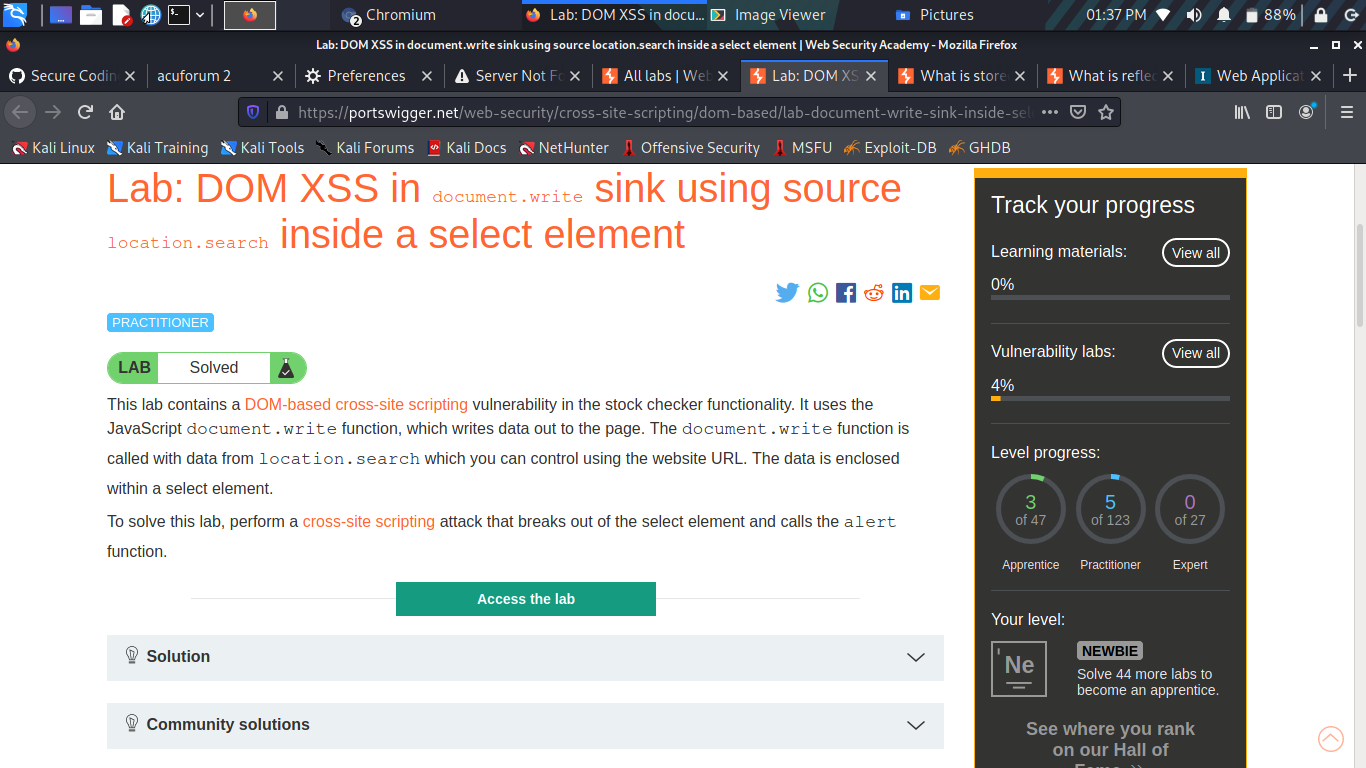 2 Chromium Lab: DOM XSS in docu... Image Viewer Pictures 01:37 PM 88%
Lab: DOM XSS in document.write sink using source location.search inside a select element | Web Security Academy - Mozilla Firefox
Secure Codin acuforum 2 Preferences Server Not Fo All labs | Web Lab: DOM XS What is store What is reflec Web Applicat
https://portswigger.net/web-security/cross-site-scripting/dom-based/lab-document-write-sink-inside-sel
Kali Linux Kali Training Kali Tools Kali Forums Kali Docs NetHunter Offensive Security MSFU Exploit-DB GHDB
Lab: DOM XSS in document.write sink using source
location.search inside a select element
PRACTITIONER
LAB Solved
This lab contains a DOM-based cross-site scripting vulnerability in the stock checker functionality. It uses the
JavaScript document.write function, which writes data out to the page. The document.write function is
called with data from location.search which you can control using the website URL. The data is enclosed
within a select element.
To solve this lab, perform a cross-site scripting attack that breaks out of the select element and calls the alert
function.
Access the lab
Solution
Community solutions
Track your progress
Learning materials: View all
0%
Vulnerability labs: View all
4%
Level progress:
3 5 0
of 47 of 123 of 27
Apprentice Practitioner Expert
Your level:
Ne NEWBIE
Solve 44 more labs to
become an apprentice.
See where you rank
on our Hall of
Fame >>